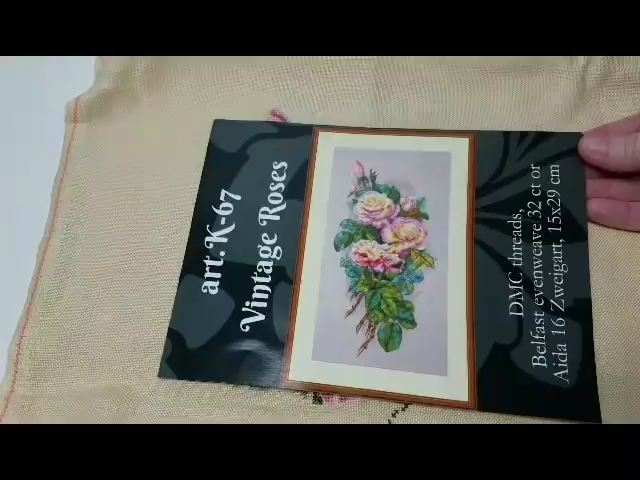 art.K-67
Vintage Roses
DMC threads,
Belfast evenweave 32 ct or
Aida 16 Zweigart, 15x29 cm